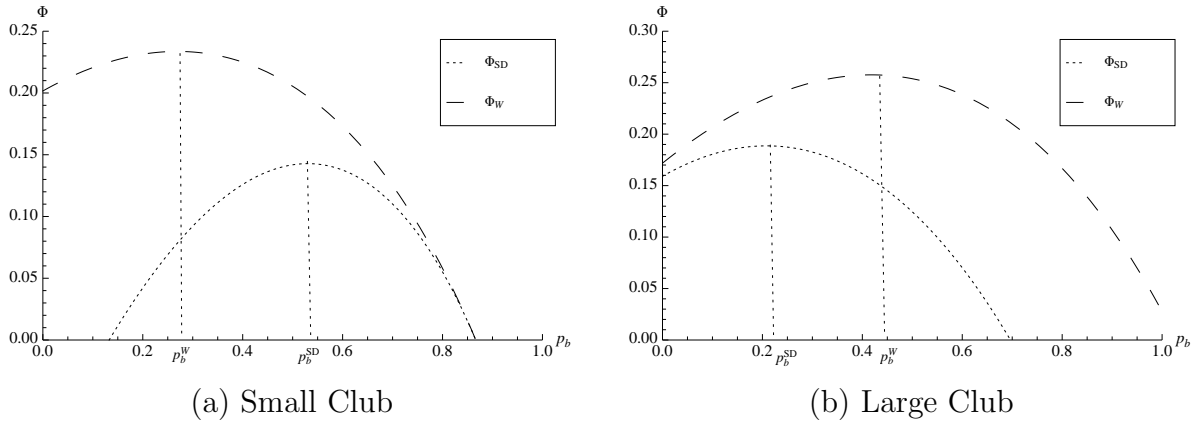 Φ
0.25
0.20
0.15
0.10
0.05
0.00
0.0 0.2 p_b^W 0.4 p_b^SD 0.6 0.8 1.0 p_b
Φ_SD
Φ_W
(a) Small Club
Φ
0.30
0.25
0.20
0.15
0.10
0.05
0.00
0.0 0.2 p_b^SD 0.4 p_b^W 0.6 0.8 1.0 p_b
Φ_SD
Φ_W
(b) Large Club